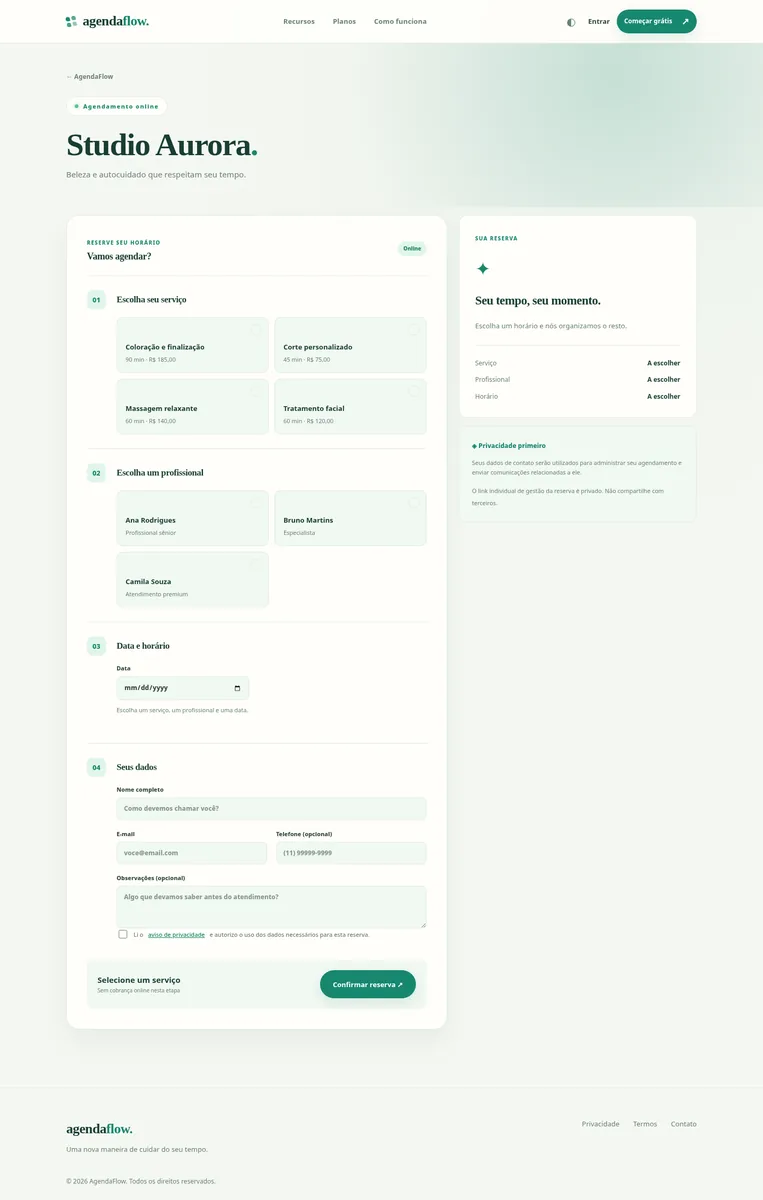 agendaflow.
Recursos Planos Como funciona
Entrar Começar grátis ↗
← AgendaFlow
Agendamento online
Studio Aurora.
Beleza e autocuidado que respeitam seu tempo.
RESERVE SEU HORÁRIO
Vamos agendar?
Online
01 Escolha seu serviço
Coloração e finalização
90 min · R$ 185,00
Corte personalizado
45 min · R$ 75,00
Massagem relaxante
60 min · R$ 140,00
Tratamento facial
60 min · R$ 120,00
02 Escolha um profissional
Ana Rodrigues
Profissional sênior
Bruno Martins
Especialista
Camila Souza
Atendimento premium
03 Data e horário
Data
mm/dd/yyyy
Escolha um serviço, um profissional e uma data.
04 Seus dados
Nome completo
Como devemos chamar você?
E-mail
voce@email.com
Telefone (opcional)
(11) 99999-9999
Observações (opcional)
Algo que devamos saber antes do atendimento?
Li o aviso de privacidade e autorizo o uso dos dados necessários para esta reserva.
Selecione um serviço
Sem cobrança online nesta etapa
Confirmar reserva ↗
SUA RESERVA
✦
Seu tempo, seu momento.
Escolha um horário e nós organizamos o resto.
Serviço A escolher
Profissional A escolher
Horário A escolher
◈ Privacidade primeiro
Seus dados de contato serão utilizados para administrar seu agendamento e
enviar comunicações relacionados a ele.
O link individual de gestão da reserva é privado. Não compartilhe com
terceiros.
agendaflow.
Uma nova maneira de cuidar do seu tempo.
Privacidade Termos Contato
© 2026 AgendaFlow. Todos os direitos reservados.